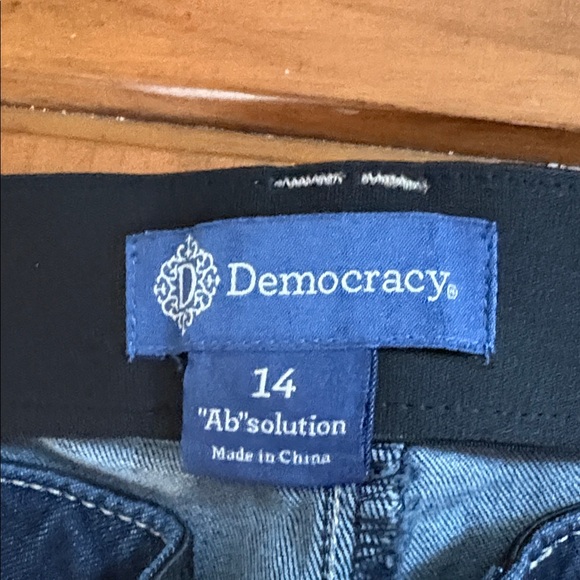 D
Democracy®
14
"Ab"solution
Made in China